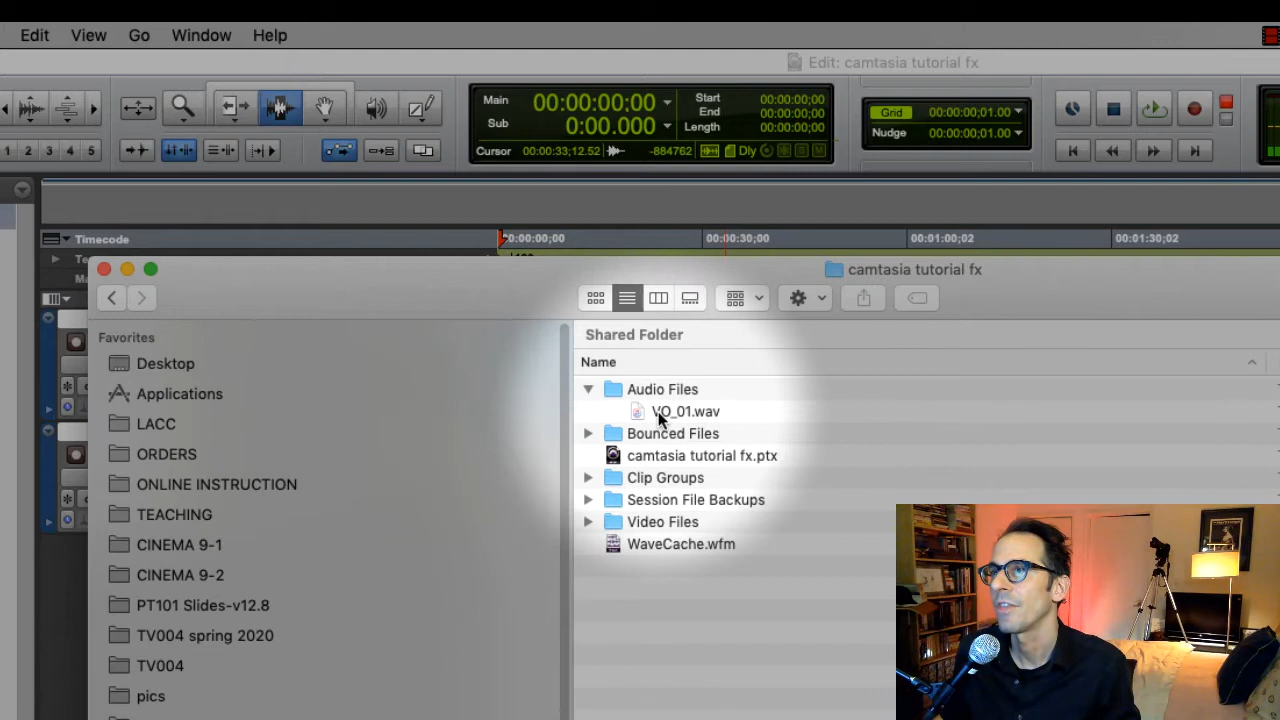 Edit View Go Window Help
Edit: camtasia tutorial fx
Main 00:00:00;00 Start 00:00:00;00
End 00:00:00;00
Sub 0:00.000 Length 00:00:00;00
Cursor 00:00:33;12.52 -884762 Dly
Grid 00:00:00;01.00
Nudge 00:00:00;01.00
1 2 3 4 5
Timecode 00:00:00;00 00:00:30;00 00:01:00;02 00:01:30;02
camtasia tutorial fx
Favorites
Desktop
Applications
LACC
ORDERS
ONLINE INSTRUCTION
TEACHING
CINEMA 9-1
CINEMA 9-2
PT101 Slides-v12.8
TV004 spring 2020
TV004
pics
Shared Folder
Name
Audio Files
VO_01.wav
Bounced Files
camtasia tutorial fx.ptx
Clip Groups
Session File Backups
Video Files
WaveCache.wfm